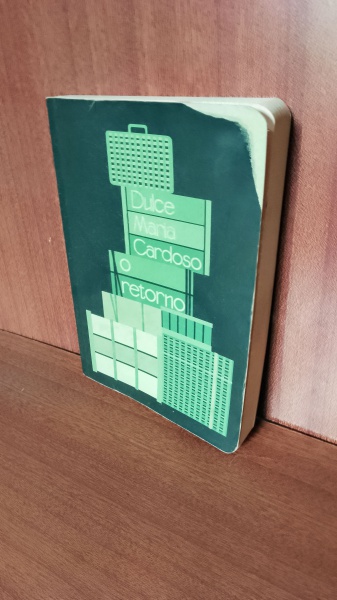 Dulce
Maria
Cardoso
o
retorno